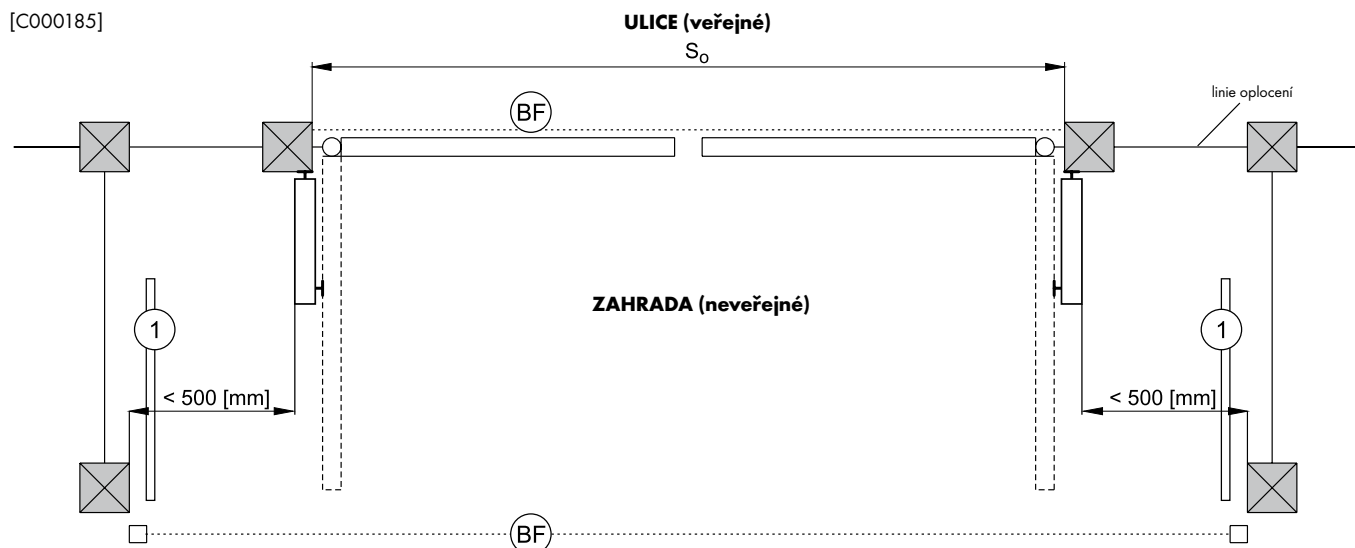 [C000185]
ULICE (veřejné)
S₀
BF
linie oplocení
ZAHRADA (neveřejné)
1
1
< 500 [mm]
< 500 [mm]
BF